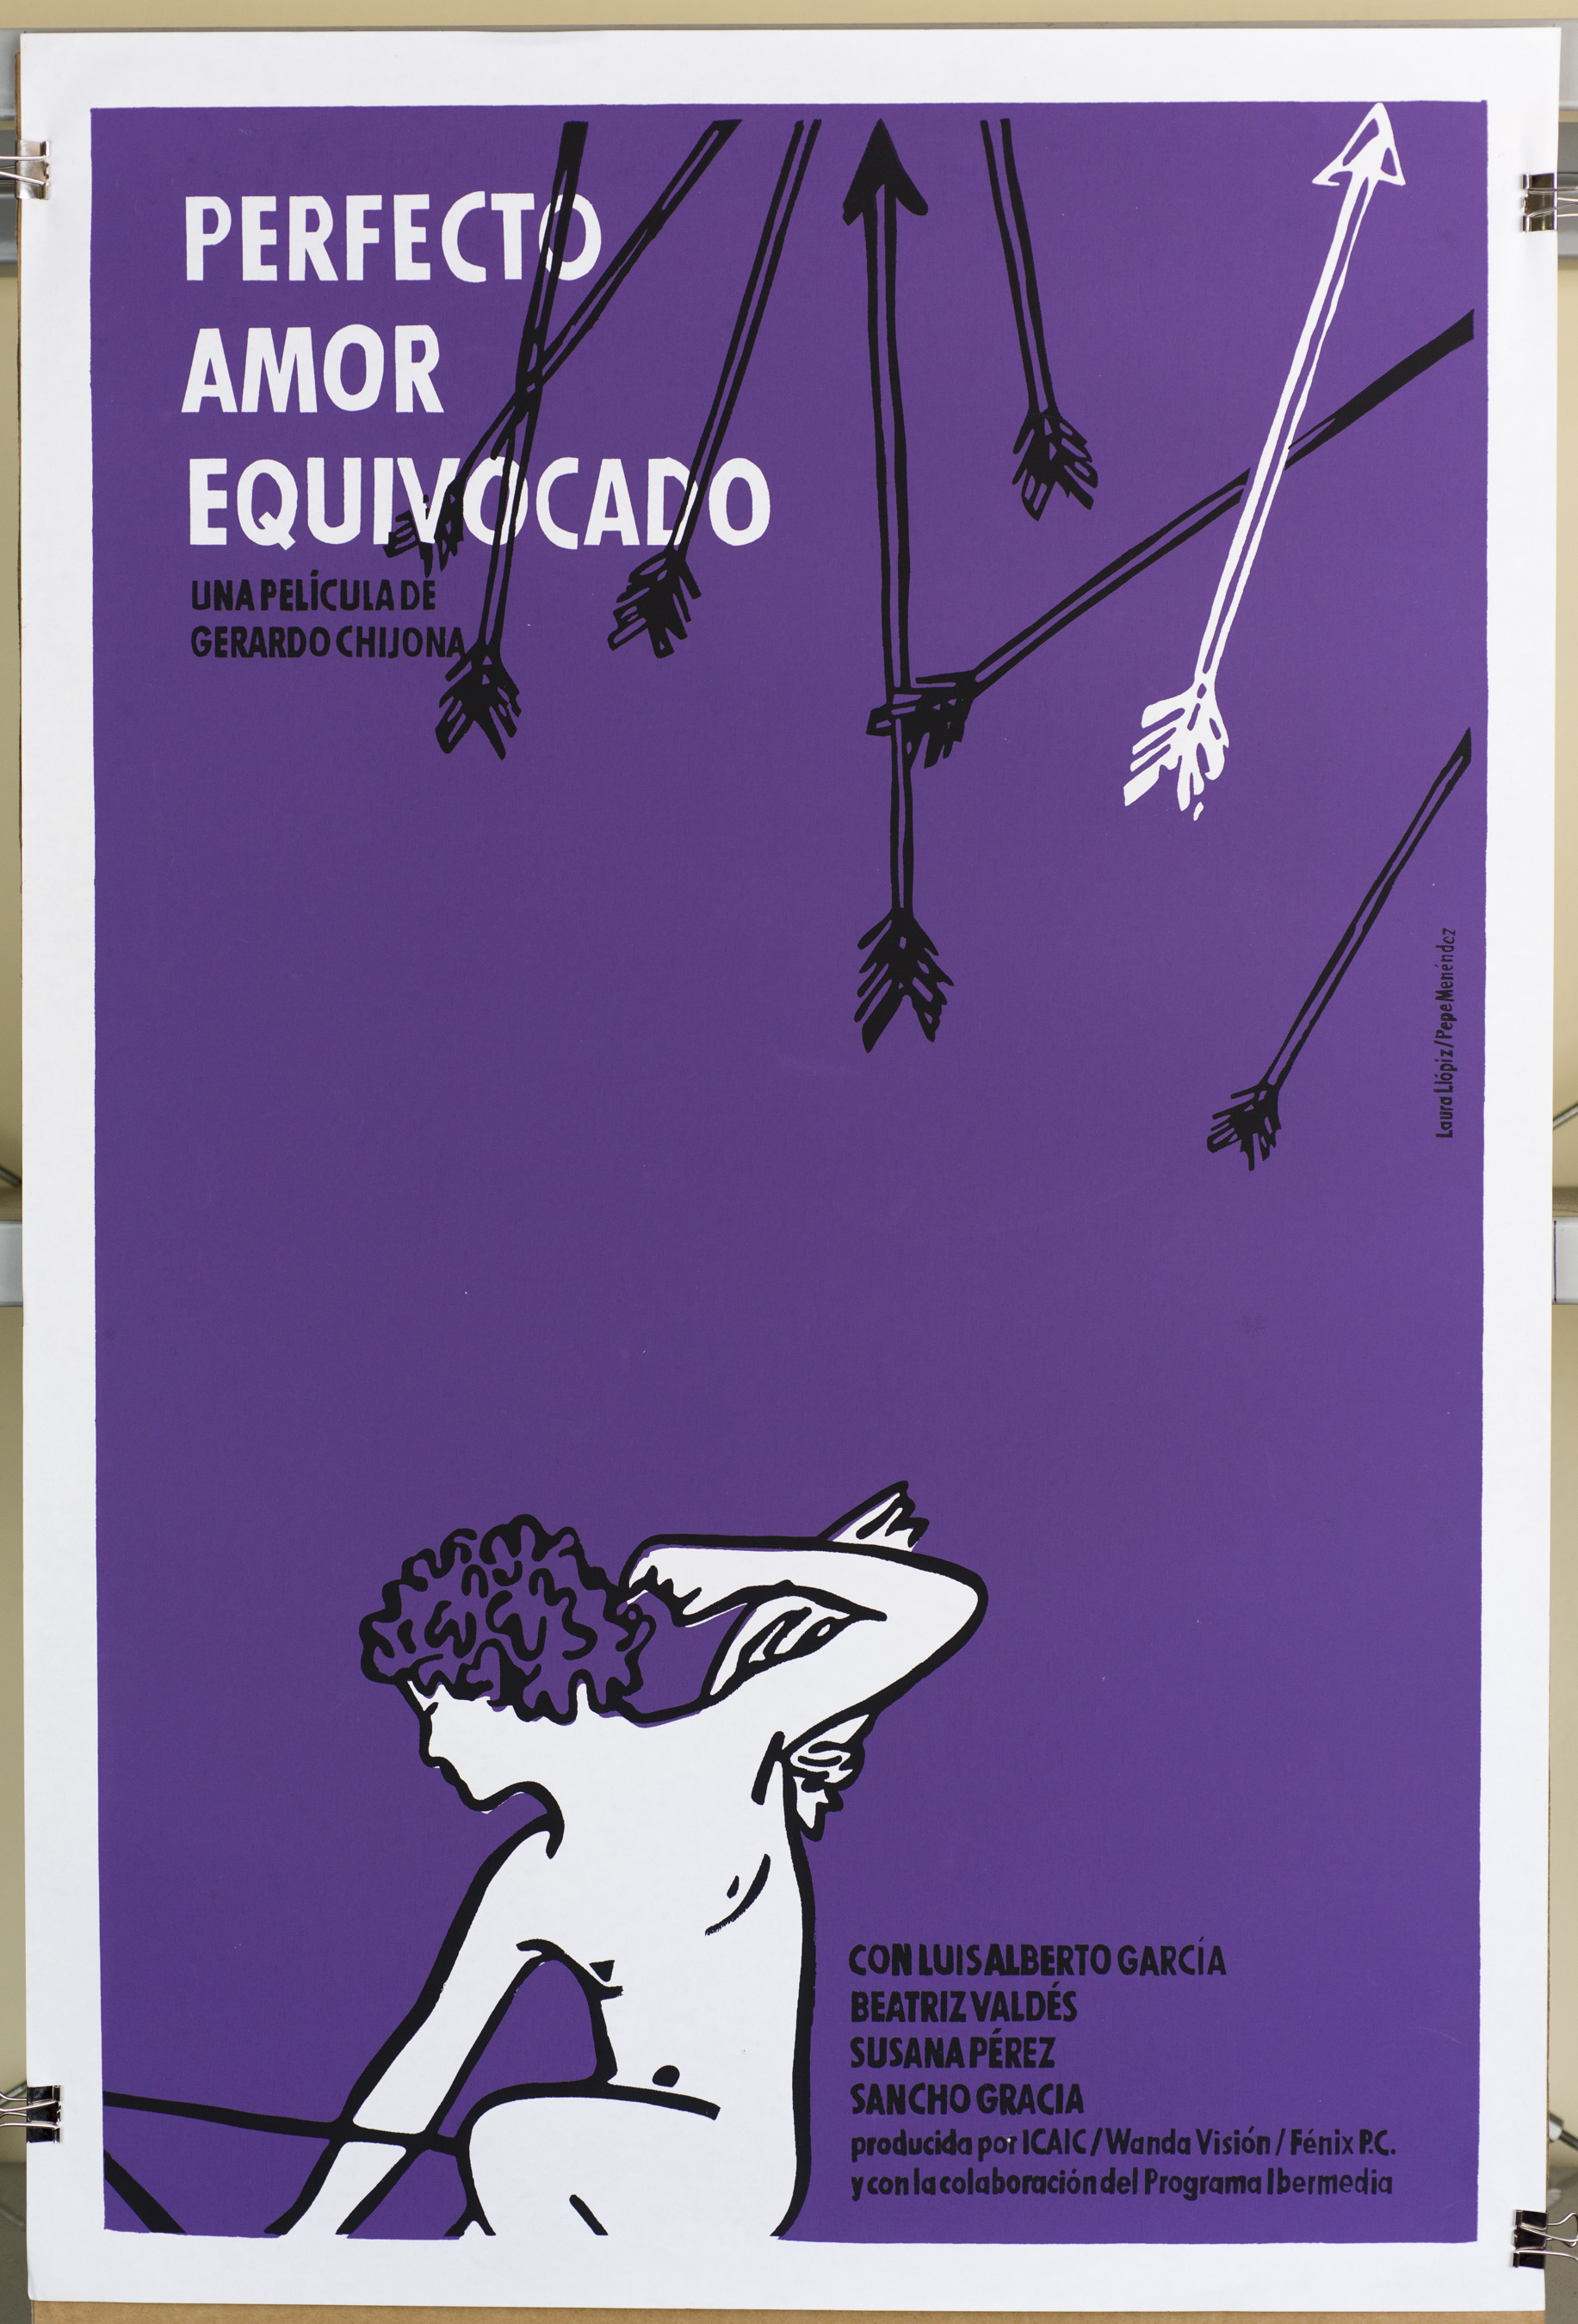 PERFECTO
AMOR
EQUIVOCADO
UNA PELÍCULA DE
GERARDO CHIJONA
Laura Llópiz/Pepe Menéndez
CON LUIS ALBERTO GARCÍA
BEATRIZ VALDÉS
SUSANA PÉREZ
SANCHO GRACIA
producida por ICAIC/Wanda Visión/Fénix P.C.
y con la colaboración del Programa Ibermedia